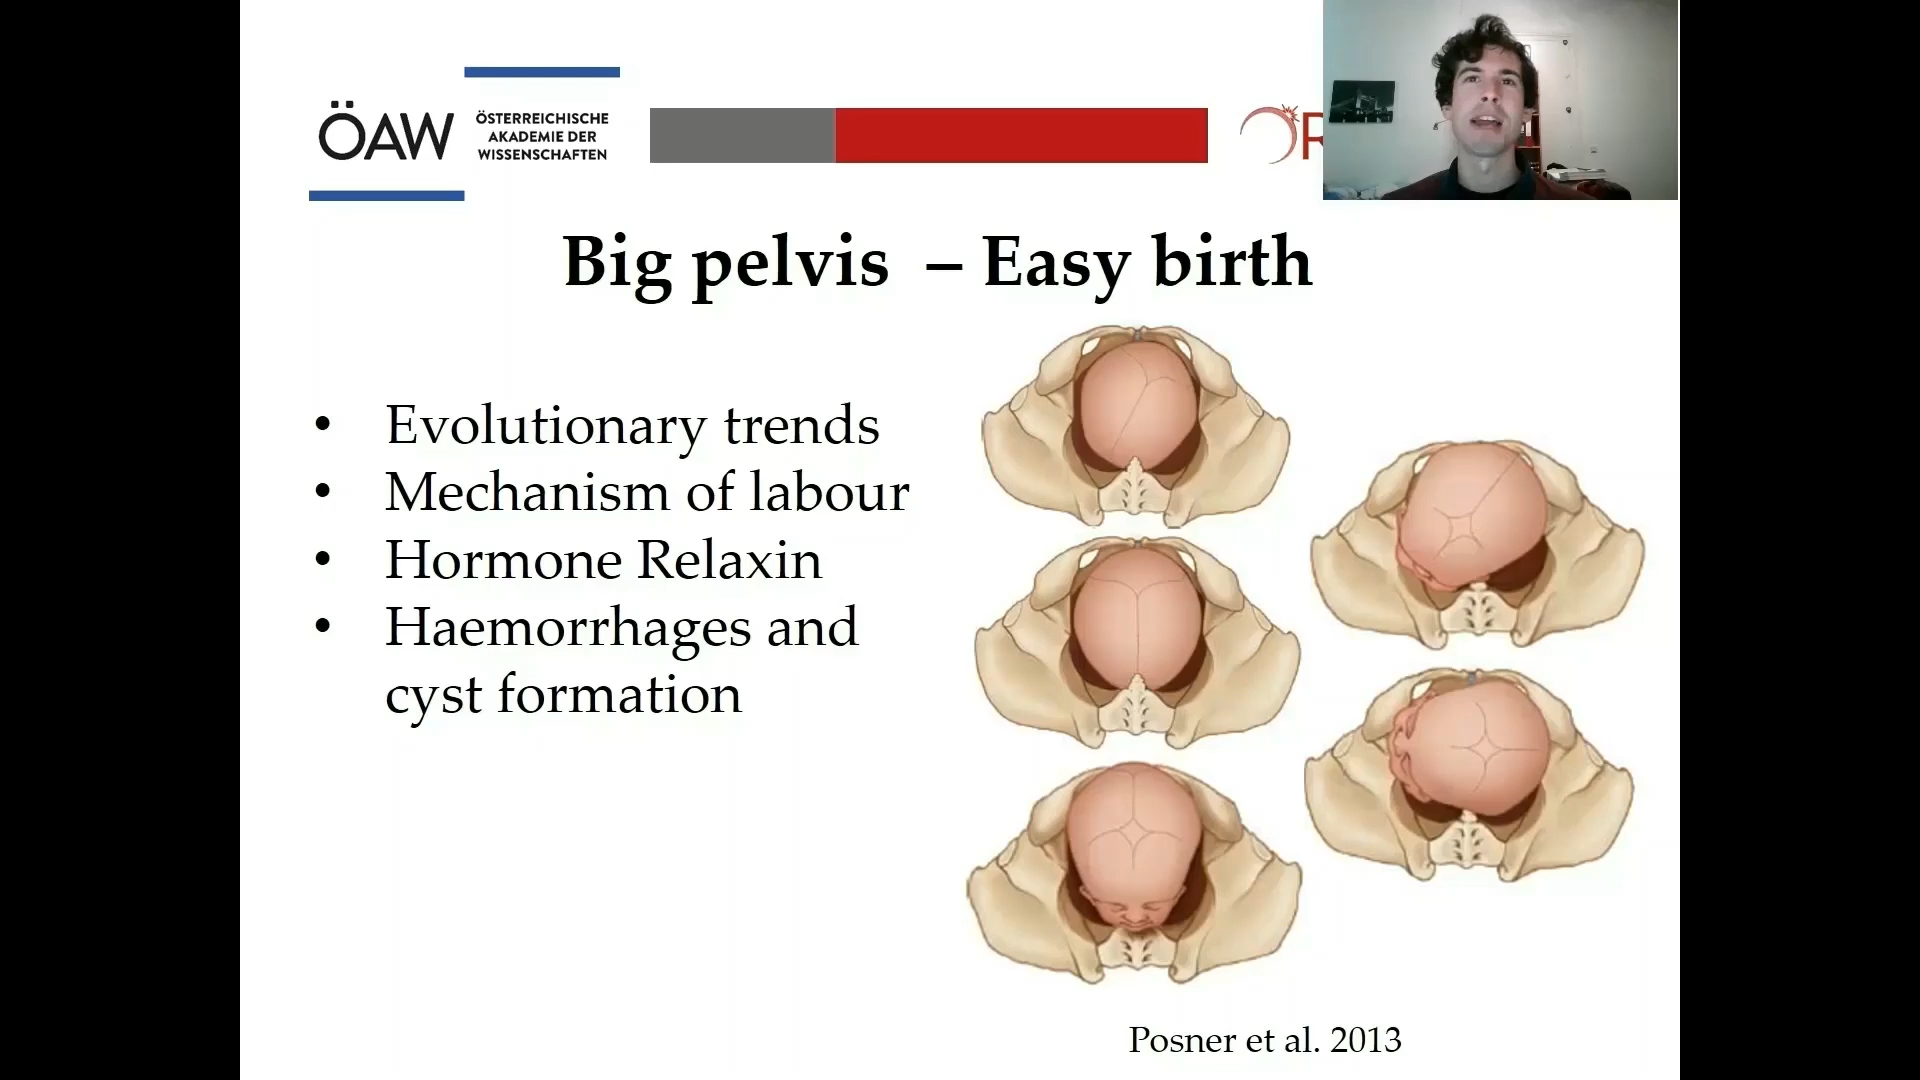 ÖAW
ÖSTERREICHISCHE
AKADEMIE DER
WISSENSCHAFTEN
Big pelvis – Easy birth
• Evolutionary trends
• Mechanism of labour
• Hormone Relaxin
• Haemorrhages and
cyst formation
Posner et al. 2013